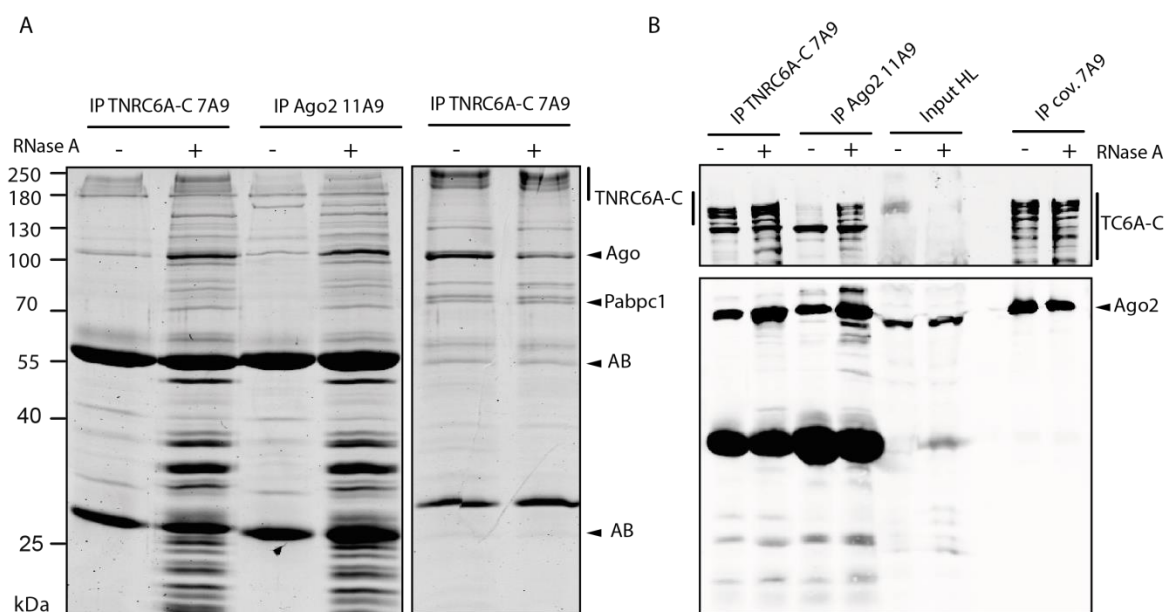 A
IP TNRC6A-C 7A9
IP Ago2 11A9
IP TNRC6A-C 7A9
RNase A
-
+
-
+
-
+
250
180
130
100
70
55
40
25
kDa
TNRC6A-C
Ago
Pabpc1
AB
AB
B
IP TNRC6A-C 7A9
IP Ago2 11A9
Input HL
IP cov. 7A9
-
+
-
+
-
+
-
+
RNase A
TC6A-C
Ago2